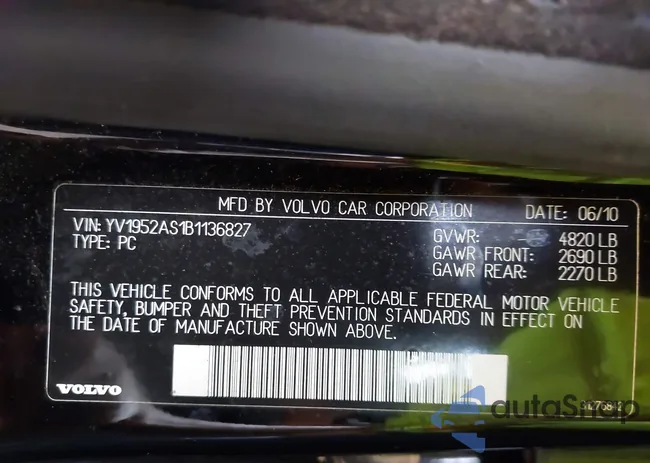 MFD BY VOLVO CAR CORPORATION DATE: 06/10
VIN: YV1952AS1B1136827
TYPE: PC
GVWR: 4820 LB
GAWR FRONT: 2690 LB
GAWR REAR: 2270 LB
THIS VEHICLE CONFORMS TO ALL APPLICABLE FEDERAL MOTOR VEHICLE
SAFETY, BUMPER AND THEFT PREVENTION STANDARDS IN EFFECT ON
THE DATE OF MANUFACTURE SHOWN ABOVE.
VOLVO
autoSnap